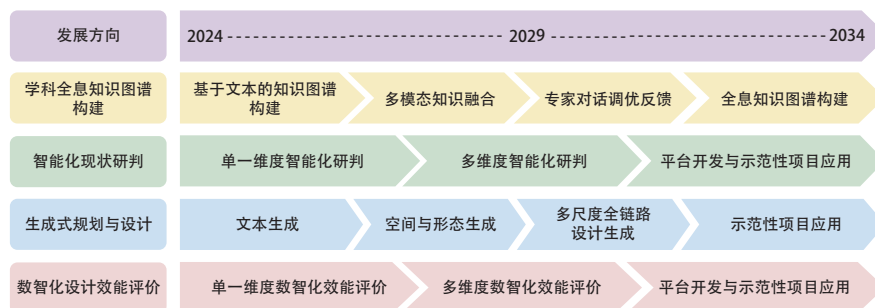 发展方向
2024 2029 2034
学科全息知识图谱
构建
基于文本的知识图谱
构建
多模态知识融合
专家对话调优反馈
全息知识图谱构建
智能化现状研判
单一维度智能化研判
多维度智能化研判
平台开发与示范性项目应用
生成式规划与设计
文本生成
空间与形态生成
多尺度全链路
设计生成
示范性项目应用
数智化设计效能评价
单一维度数智化效能评价
多维度数智化效能评价
平台开发与示范性项目应用